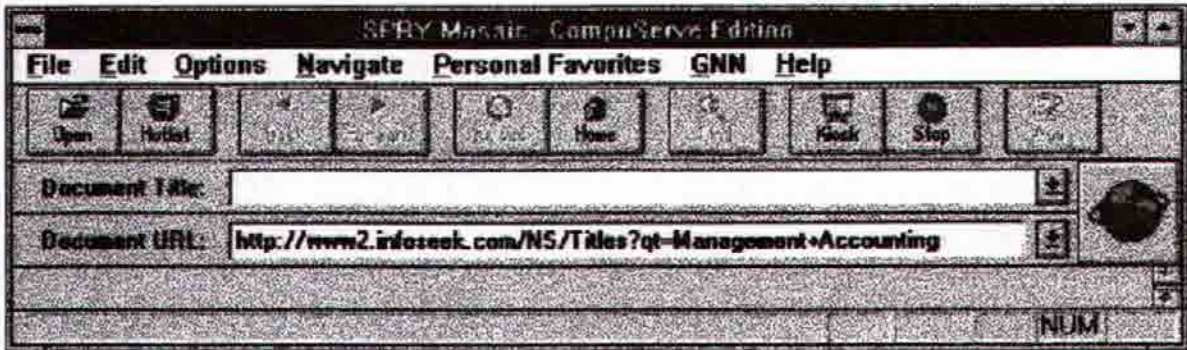 SPRY Mosaic - CompuServe Edition
File Edit Options Navigate Personal Favorites GNN Help
Open Hotlist Home Kiosk Stop
Document Title:
Document URL: http://www2.infoseek.com/NS/Titles?qt=Management+Accounting
NUM